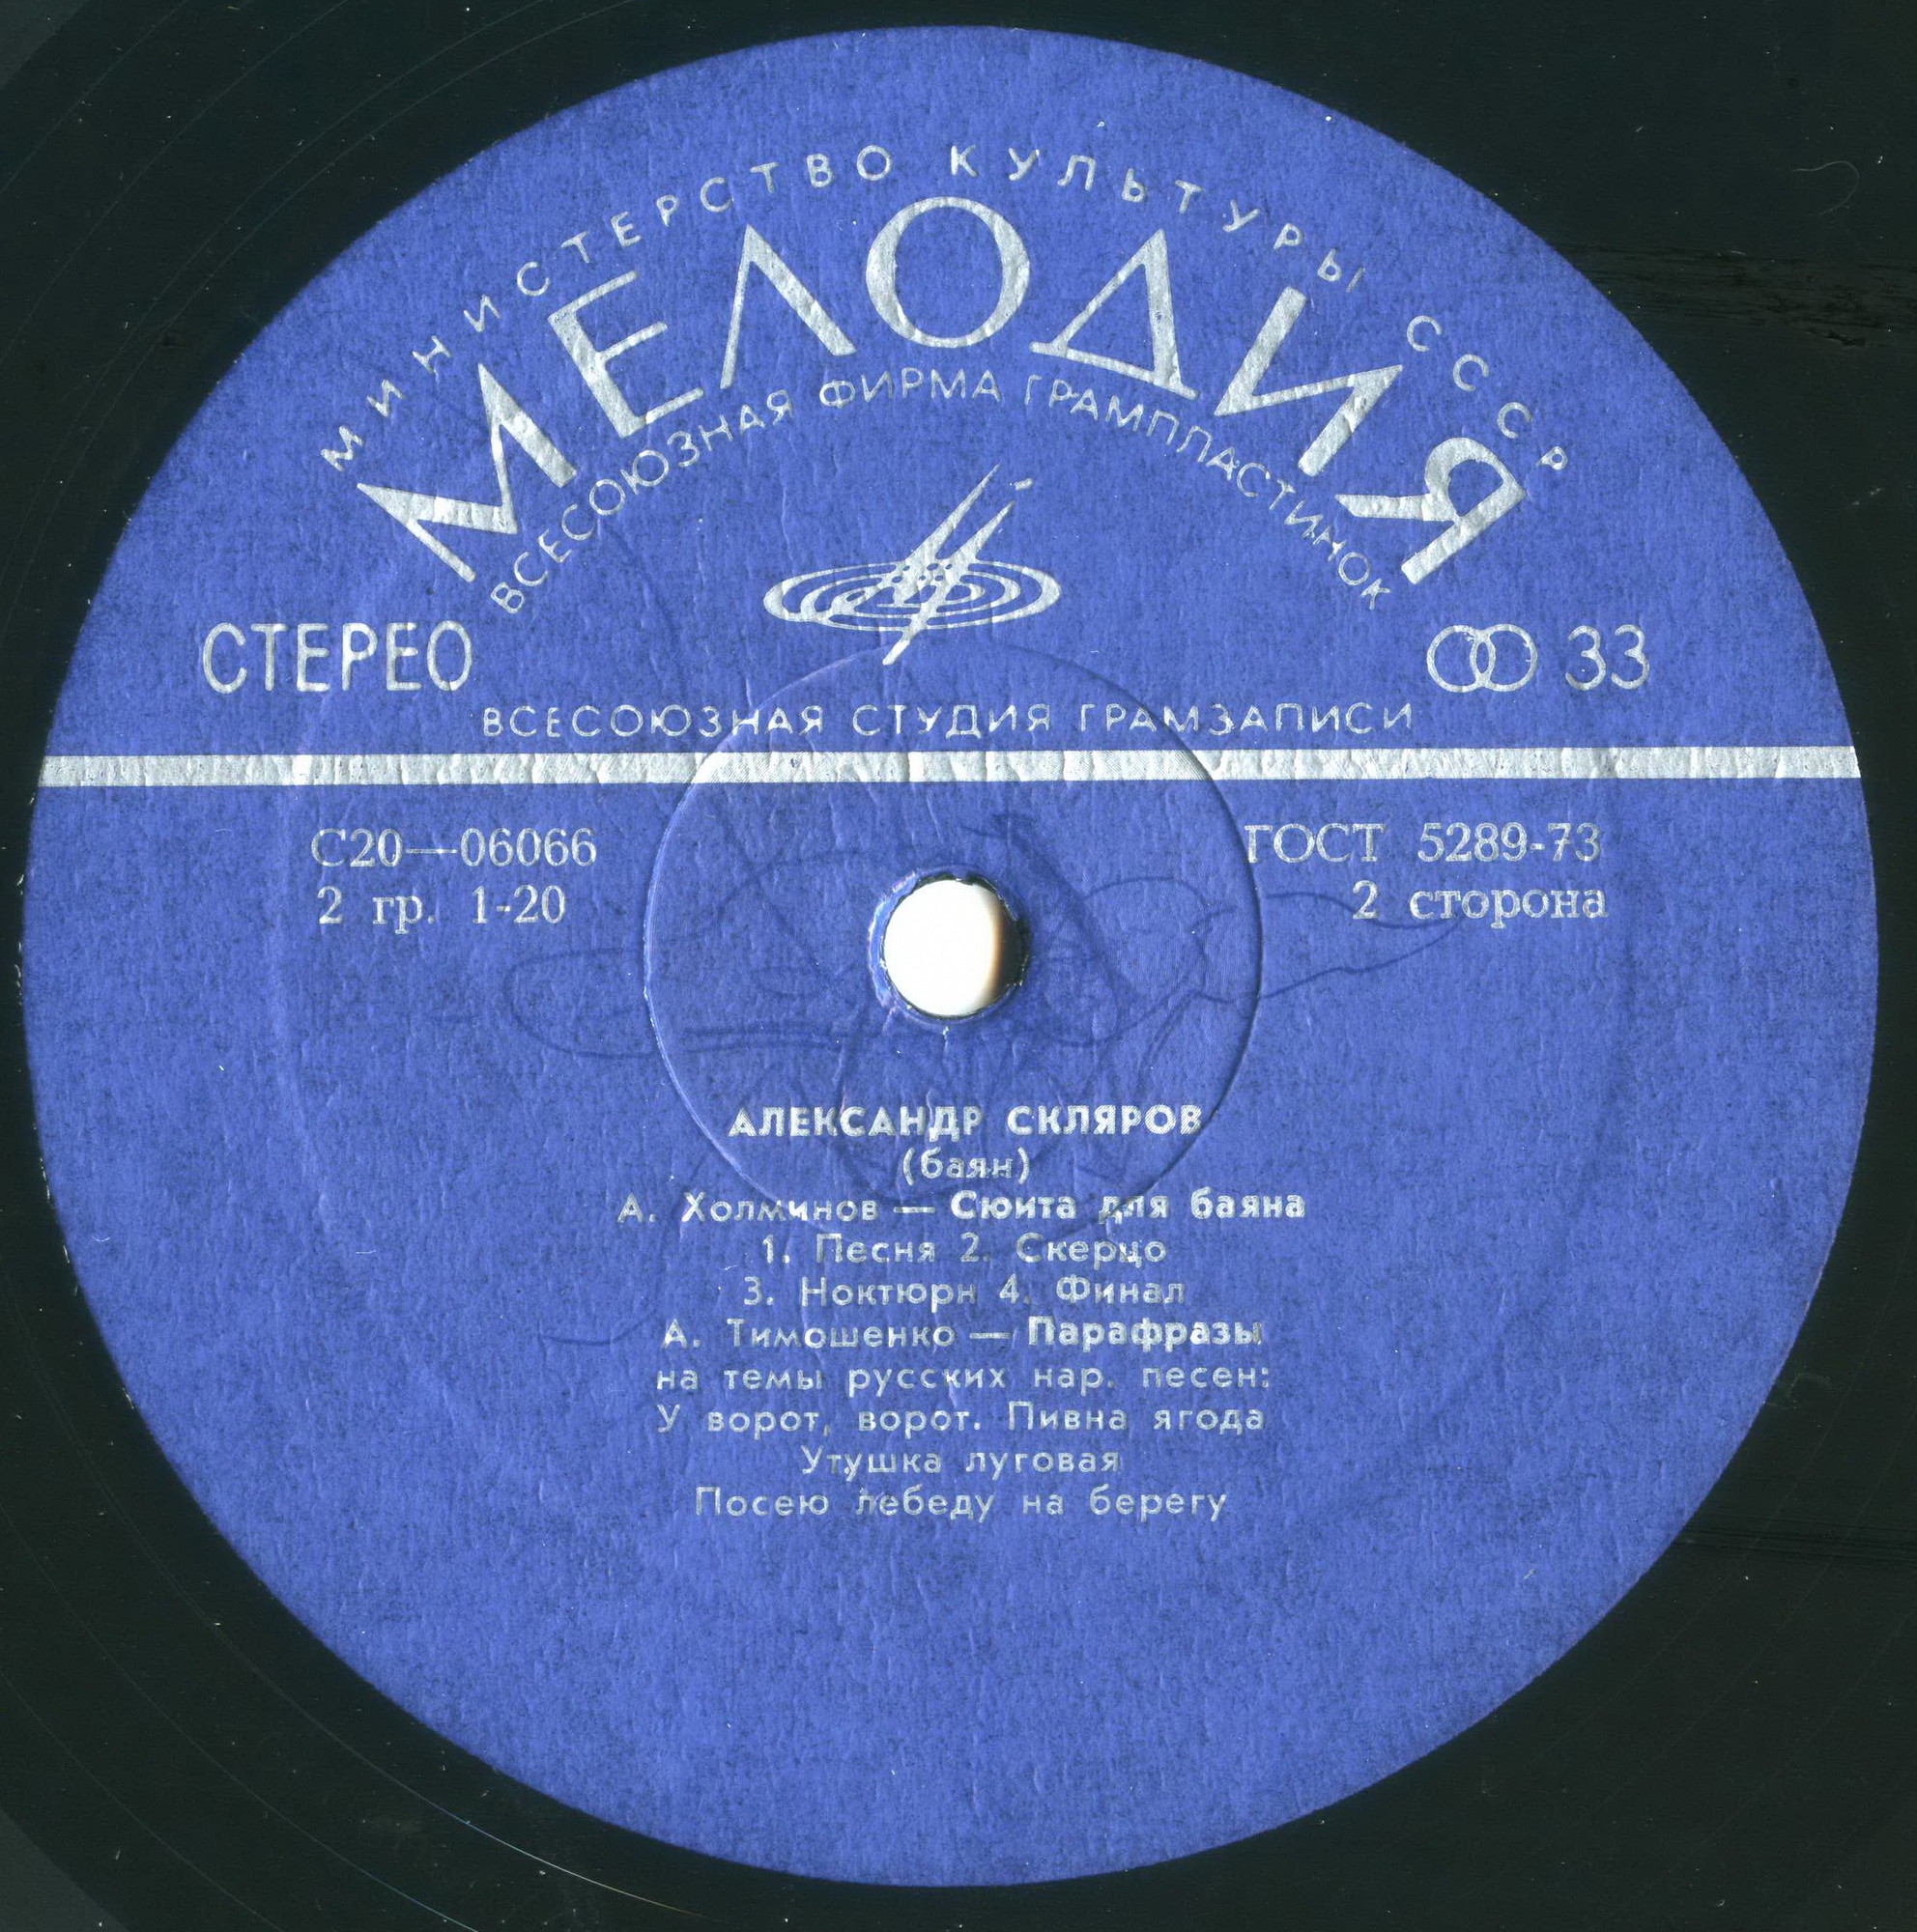 МИНИСТЕРСТВО КУЛЬТУРЫ СССР
МЕЛОДИЯ
ВСЕСОЮЗНАЯ ФИРМА ГРАМПЛАСТИНОК
СТЕРЕО
33
ВСЕСОЮЗНАЯ СТУДИЯ ГРАМЗАПИСИ
С20—06066
ГОСТ 5289-73
2 гр. 1-20
2 сторона
АЛЕКСАНДР СКЛЯРОВ
(баян)
А. Холминов — Сюита для баяна
1. Песня 2. Скерцо
3. Ноктюрн 4. Финал
А. Тимошенко — Парафразы
на темы русских нар. песен:
У ворот, ворот. Пивна ягода
Утушка луговая
Посею лебеду на берегу